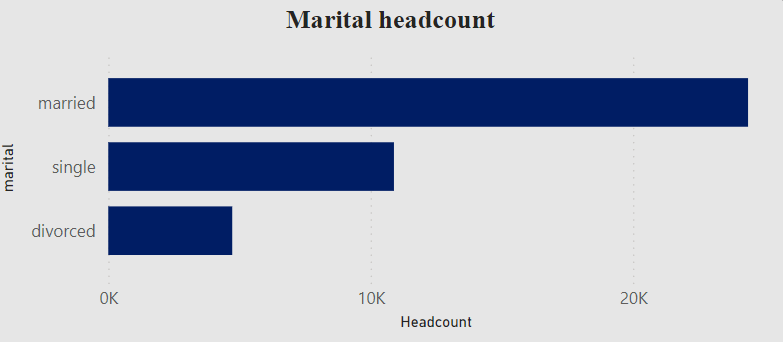 Marital headcount
marital
married
single
divorced
0K
10K
20K
Headcount